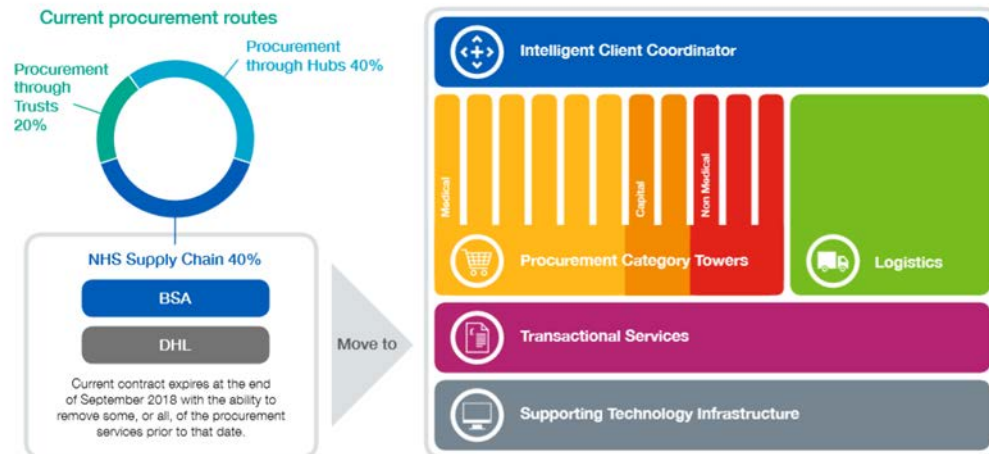 Current procurement routes
Procurement
through Hubs 40%
Procurement
through
Trusts
20%
NHS Supply Chain 40%
BSA
DHL
Current contract expires at the end
of September 2018 with the ability to
remove some, or all, of the procurement
services prior to that date.
Move to
Intelligent Client Coordinator
Medical
Capital
Non Medical
Procurement Category Towers
Logistics
Transactional Services
Supporting Technology Infrastructure